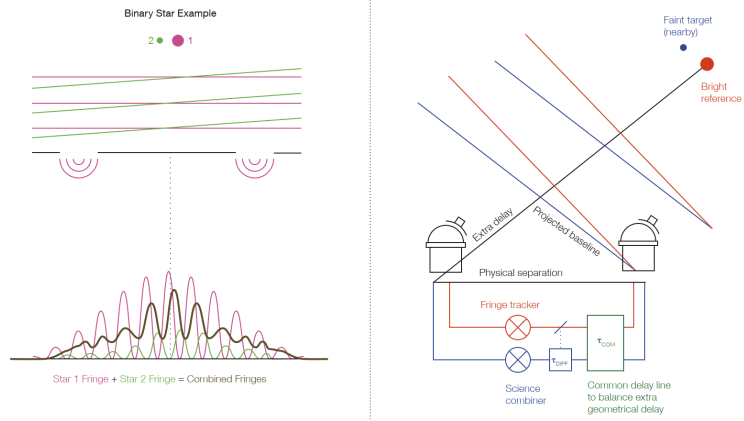 Binary Star Example
2 1
Star 1 Fringe + Star 2 Fringe = Combined Fringes
Faint target
(nearby)
Bright
reference
Extra delay
Projected baseline
Physical separation
Fringe tracker
τCOM
τDIFF
Science
combiner
Common delay line
to balance extra
geometrical delay